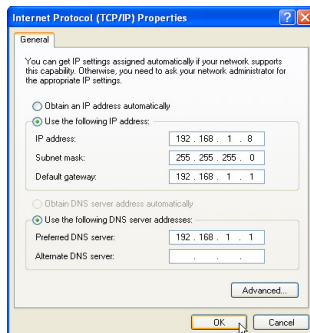 Internet Protocol (TCP/IP) Properties
General
You can get IP settings assigned automatically if your network supports
this capability. Otherwise, you need to ask your network administrator for
the appropriate IP settings.
Obtain an IP address automatically
Use the following IP address:
IP address: 192 . 168 . 1 . 8
Subnet mask: 255 . 255 . 255 . 0
Default gateway: 192 . 168 . 1 . 1
Obtain DNS server address automatically
Use the following DNS server addresses:
Preferred DNS server: 192 . 168 . 1 . 1
Alternate DNS server: . . .
Advanced...
OK Cancel